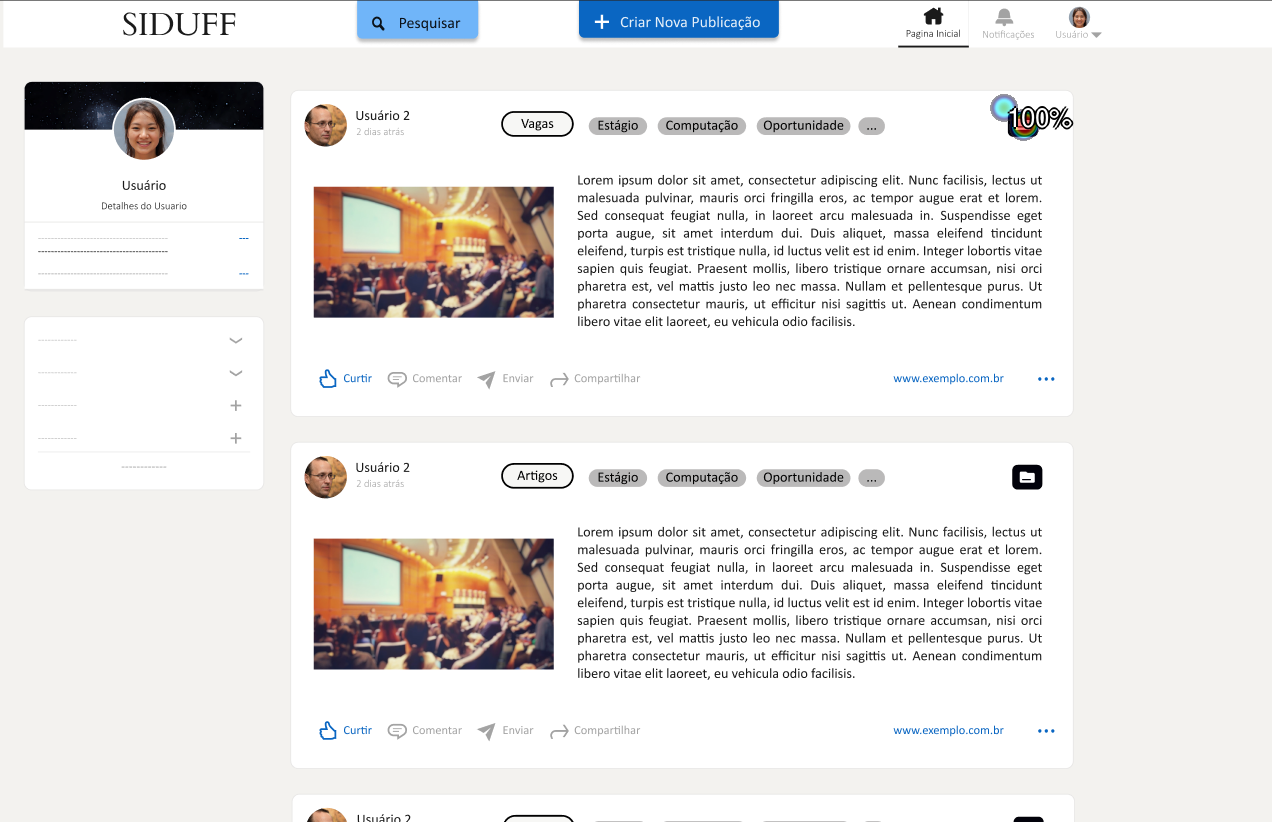 SIDUFF
Pesquisar
Criar Nova Publicação
Pagina Inicial
Notificações
Usuário
Usuário
Detalhes do Usuario
Usuário 2
2 dias atrás
Vagas
Estágio
Computação
Oportunidade
...
100%
Lorem ipsum dolor sit amet, consectetur adipiscing elit. Nunc facilisis, lectus ut
malesuada pulvinar, mauris orci fringilla eros, ac tempor augue erat et lorem.
Sed consequat feugiat nulla, in laoreet arcu malesuada in. Suspendisse eget
porta augue, sit amet interdum dui. Duis aliquet, massa eleifend tincidunt
eleifend, turpis est tristique nulla, id luctus velit est id enim. Integer lobortis vitae
sapien quis feugiat. Praesent mollis, libero tristique ornare accumsan, nisi orci
pharetra est, vel mattis justo leo nec massa. Nullam et pellentesque purus. Ut
pharetra consectetur mauris, ut efficitur nisi sagittis ut. Aenean condimentum
libero vitae elit laoreet, eu vehicula odio facilisis.
Curtir
Comentar
Enviar
Compartilhar
www.exemplo.com.br
Usuário 2
2 dias atrás
Artigos
Estágio
Computação
Oportunidade
...
Lorem ipsum dolor sit amet, consectetur adipiscing elit. Nunc facilisis, lectus ut
malesuada pulvinar, mauris orci fringilla eros, ac tempor augue erat et lorem.
Sed consequat feugiat nulla, in laoreet arcu malesuada in. Suspendisse eget
porta augue, sit amet interdum dui. Duis aliquet, massa eleifend tincidunt
eleifend, turpis est tristique nulla, id luctus velit est id enim. Integer lobortis vitae
sapien quis feugiat. Praesent mollis, libero tristique ornare accumsan, nisi orci
pharetra est, vel mattis justo leo nec massa. Nullam et pellentesque purus. Ut
pharetra consectetur mauris, ut efficitur nisi sagittis ut. Aenean condimentum
libero vitae elit laoreet, eu vehicula odio facilisis.
Curtir
Comentar
Enviar
Compartilhar
www.exemplo.com.br
Usuário 2